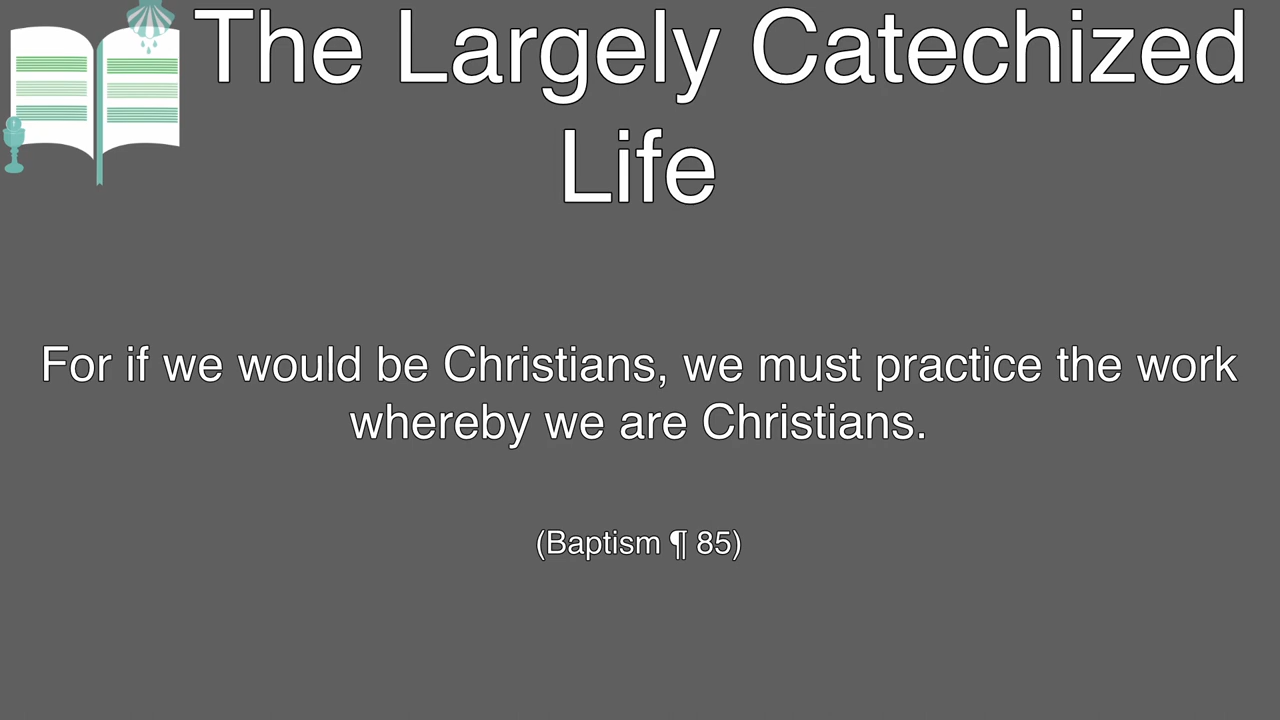 The Largely Catechized
Life
For if we would be Christians, we must practice the work
whereby we are Christians.
(Baptism ¶ 85)